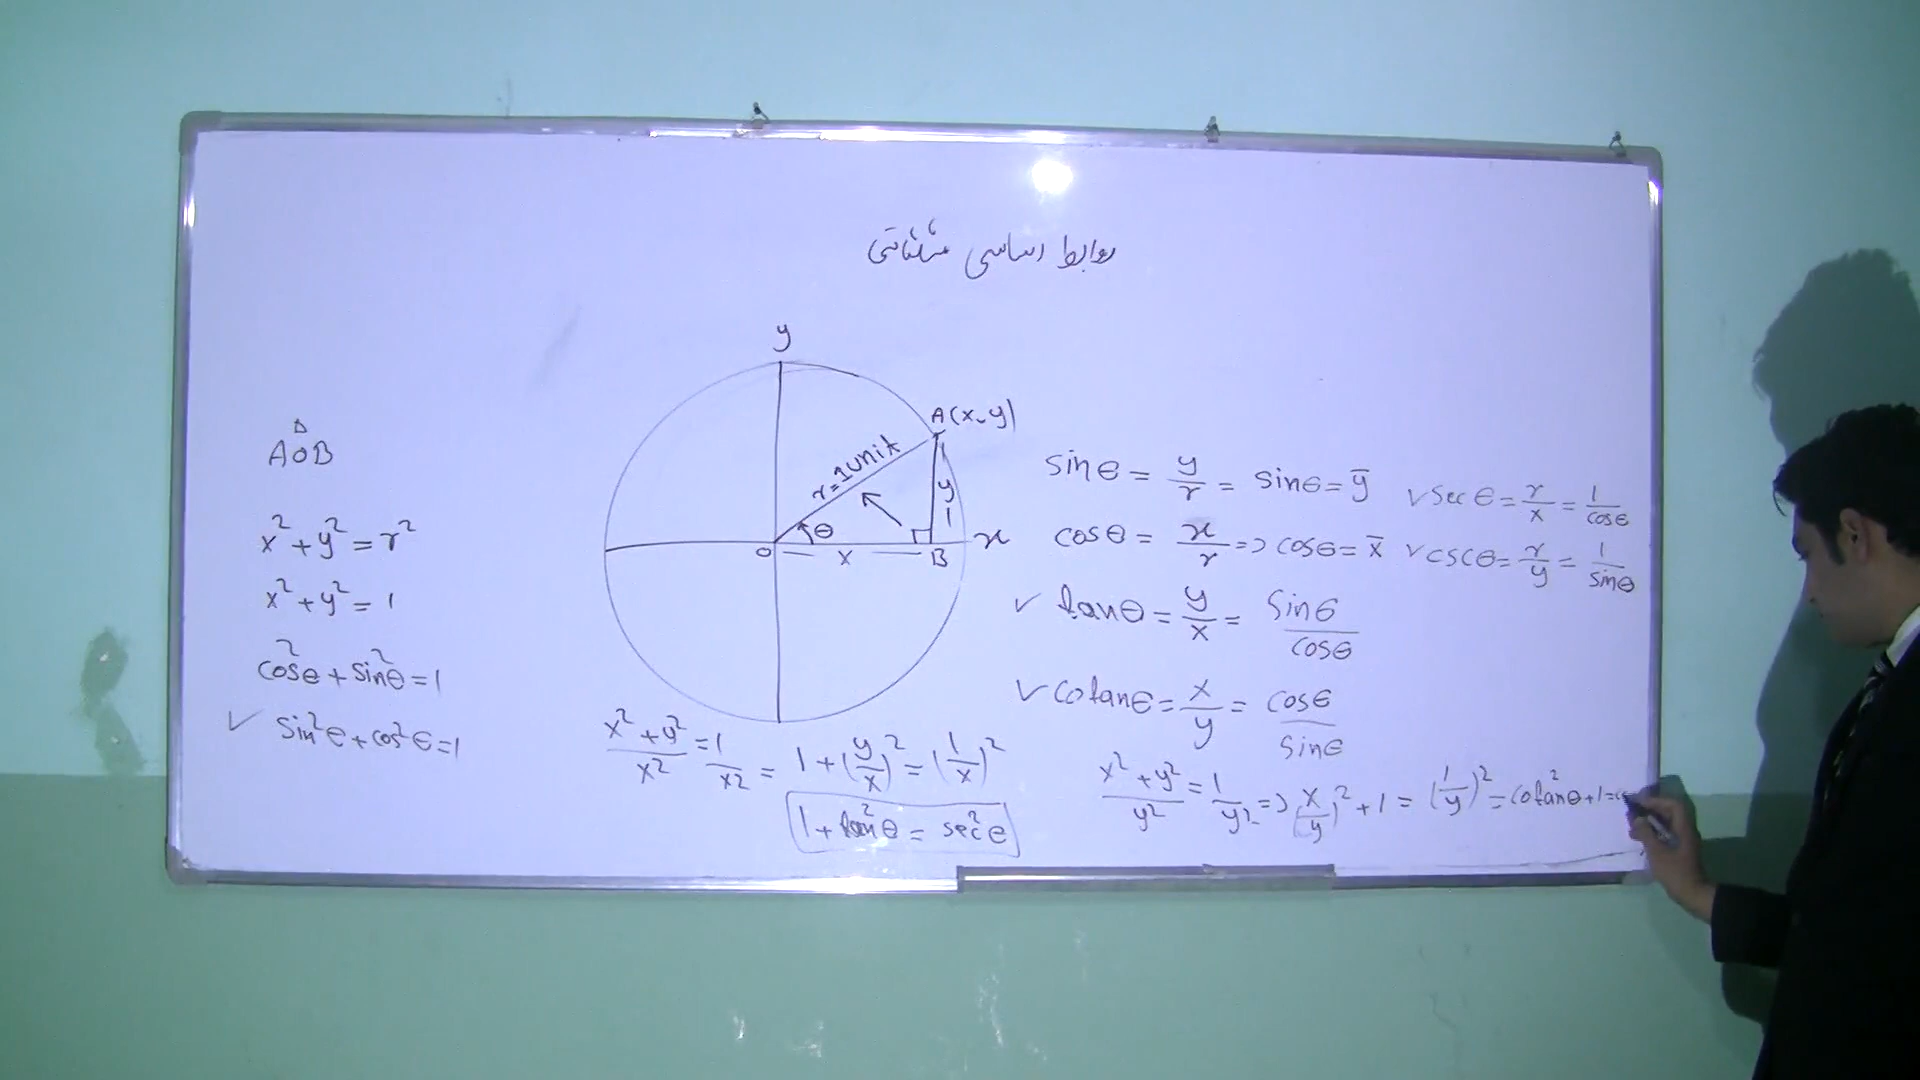 روابط اساسی مثلثاتی
y
A(x,y)
r=1unit
y
θ
x
o
x
B
AOB
x²+y²=r²
x²+y²=1
cos²θ+sin²θ=1
✓ sin²θ+cos²θ=1
sinθ = y/r = sinθ = y̅
cosθ = x/r => cosθ = x̅
✓ tanθ = y/x = sinθ/cosθ
✓ cotanθ = x/y = cosθ/sinθ
✓ secθ = r/x = 1/cosθ
✓ cscθ = r/y = 1/sinθ
(x²+y²)/x² = 1/x² = 1+(y/x)² = (1/x)²
1+tan²θ = sec²θ
(x²+y²)/y² = 1/y² => (x/y)²+1 = (1/y)² = cotan²θ+1=